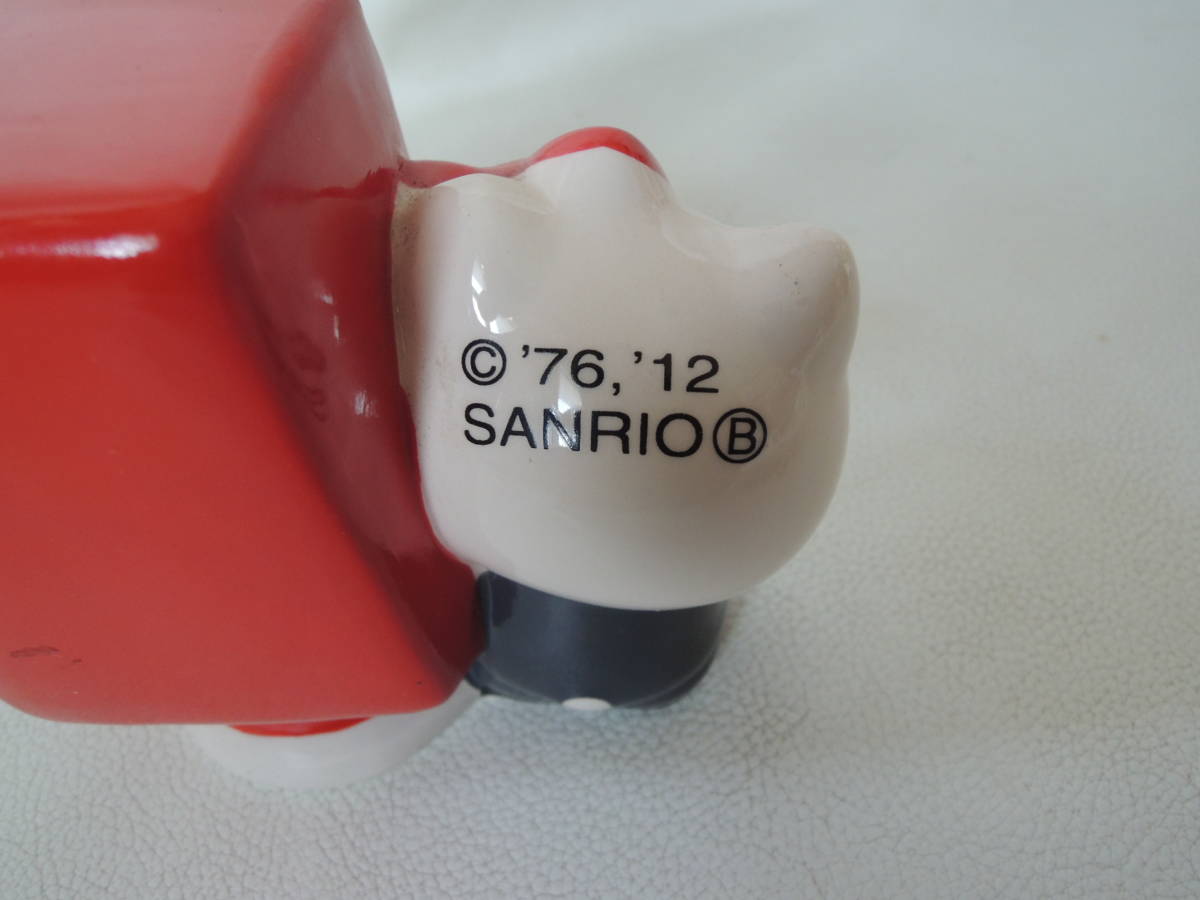 © ’76, ’12
SANRIO Ⓑ